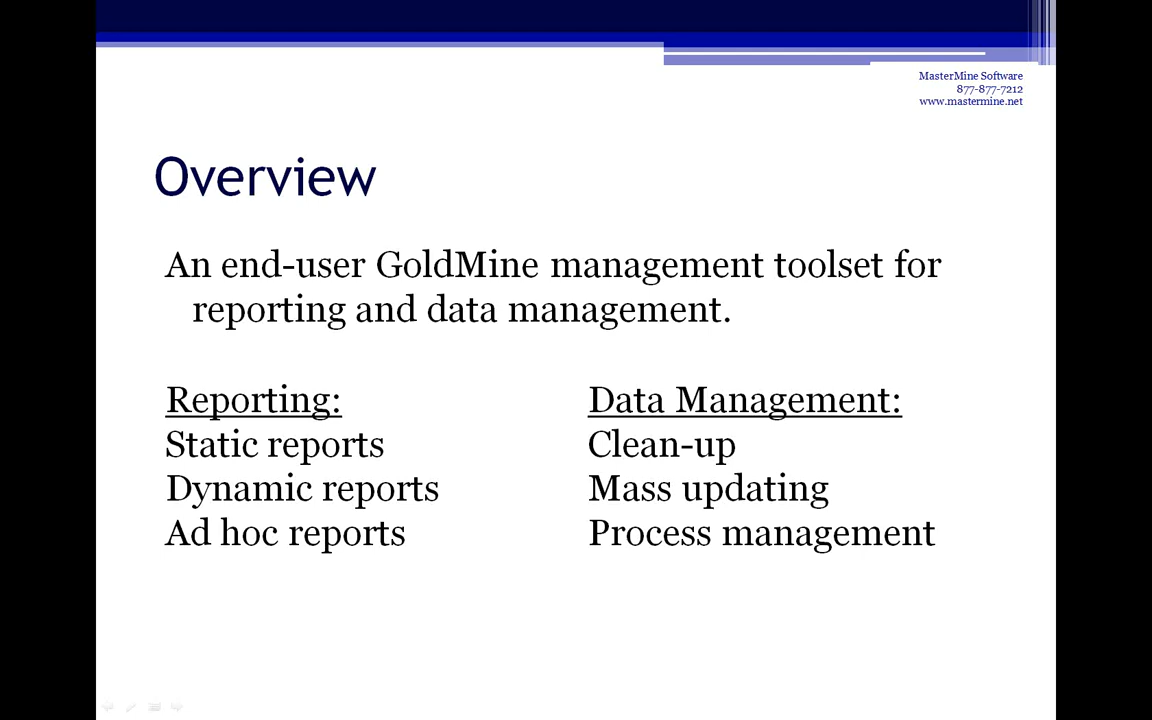 MasterMine Software
877-877-7212
www.mastermine.net
Overview
An end-user GoldMine management toolset for
reporting and data management.
Reporting:
Static reports
Dynamic reports
Ad hoc reports
Data Management:
Clean-up
Mass updating
Process management